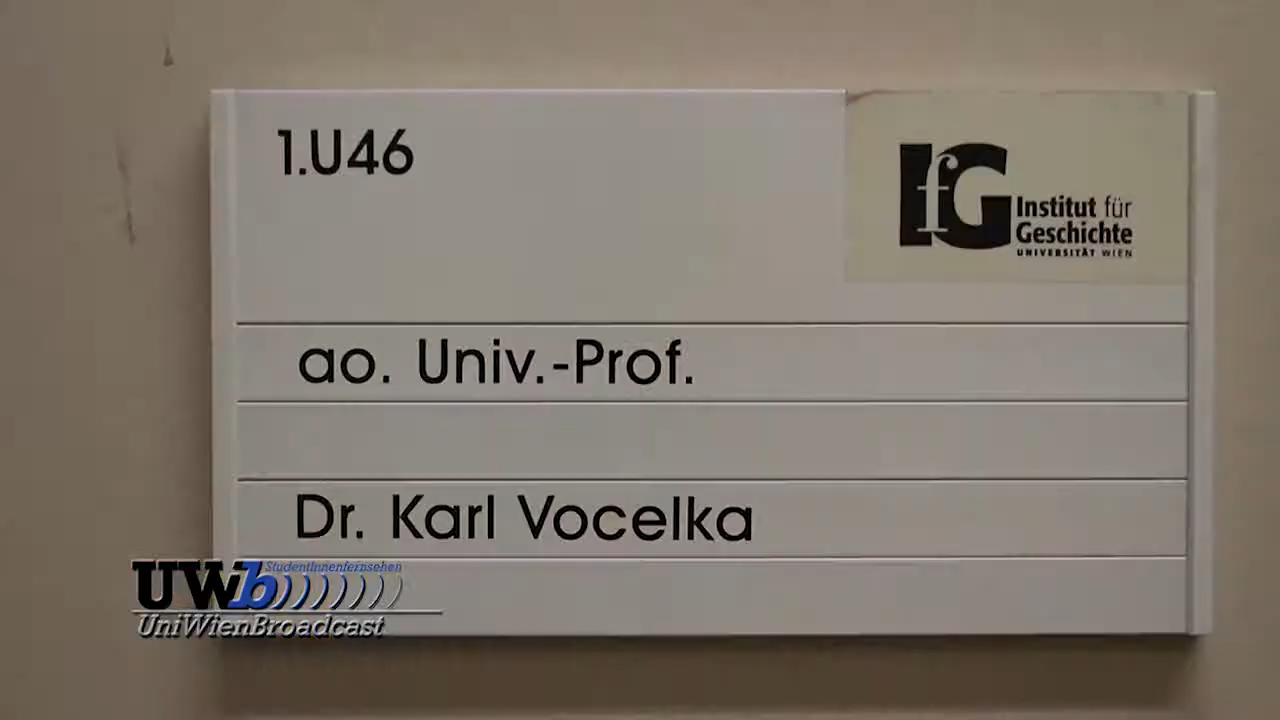 1.U46
IfG
Institut für
Geschichte
UNIVERSITÄT WIEN
ao. Univ.-Prof.
Dr. Karl Vocelka
UWb StudentInnenfernsehen
UniWienBroadcast